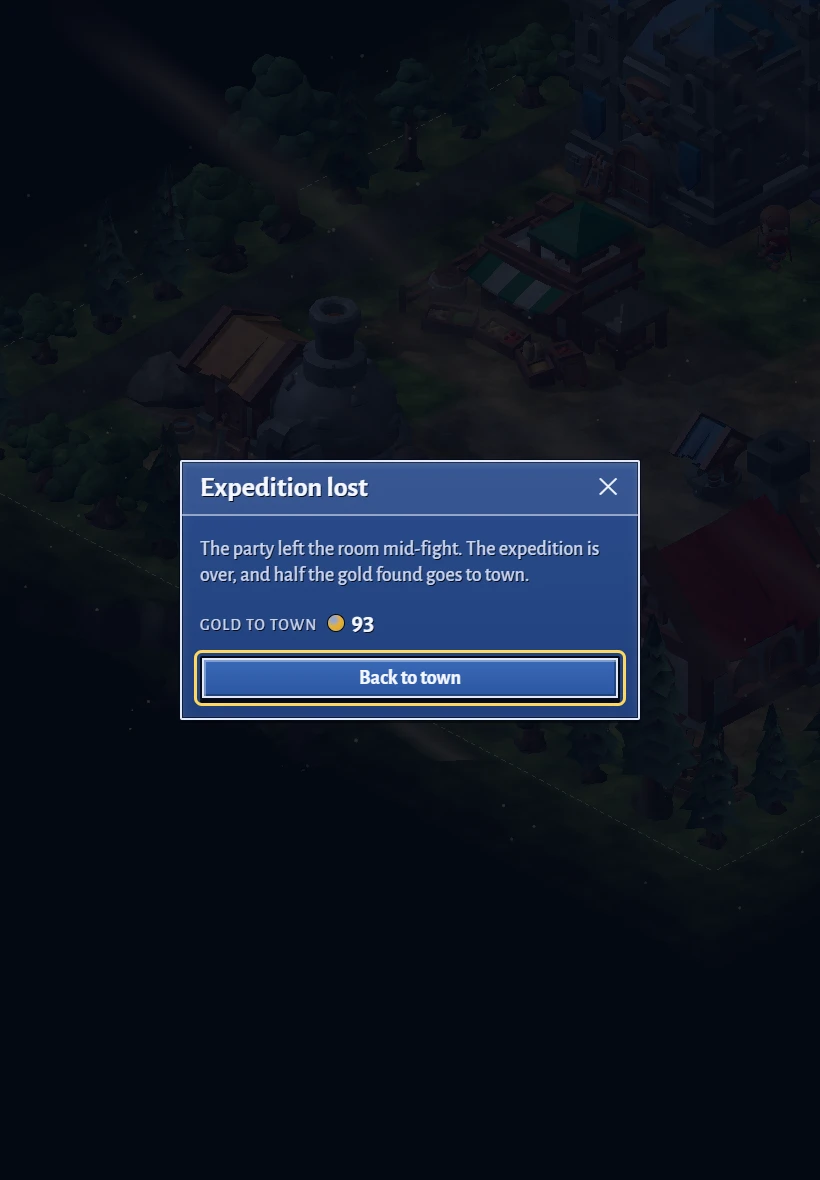 Expedition lost
The party left the room mid-fight. The expedition is
over, and half the gold found goes to town.
GOLD TO TOWN 93
Back to town